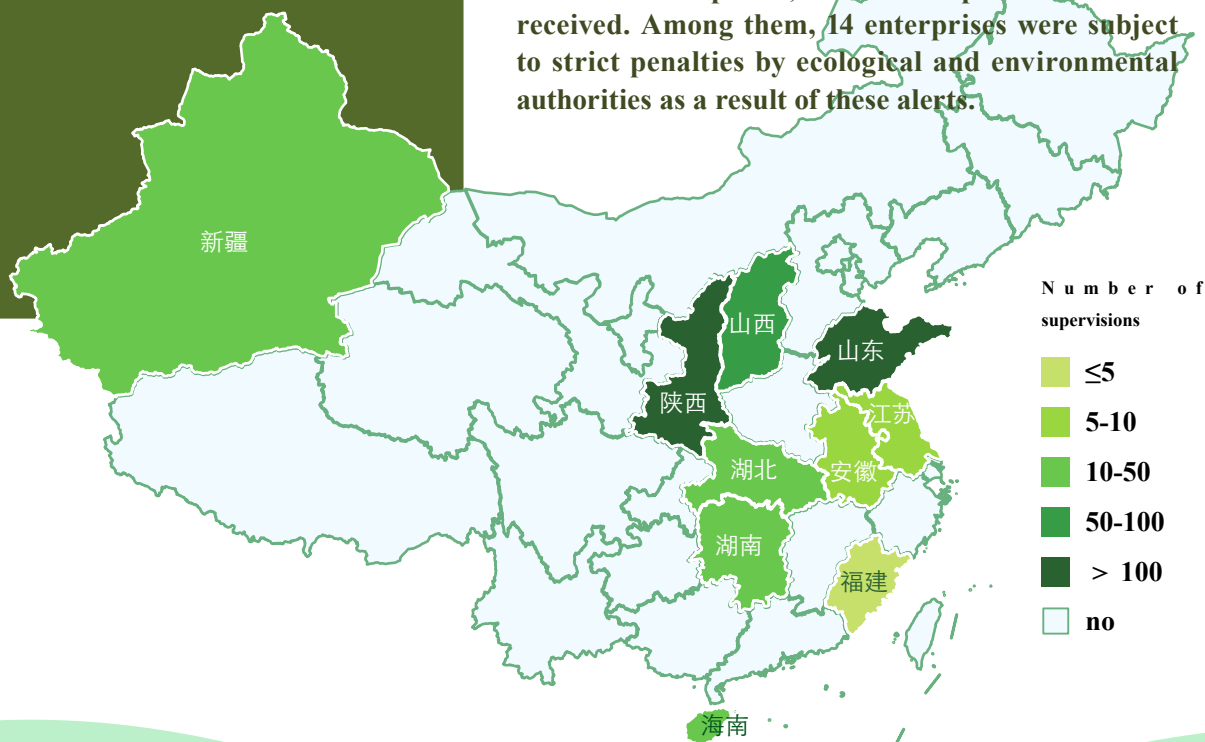 received. Among them, 14 enterprises were subject
to strict penalties by ecological and environmental
authorities as a result of these alerts.
新疆
山西
山东
陕西
江苏
湖北
安徽
湖南
福建
海南
Number of
supervisions
≤5
5-10
10-50
50-100
> 100
no